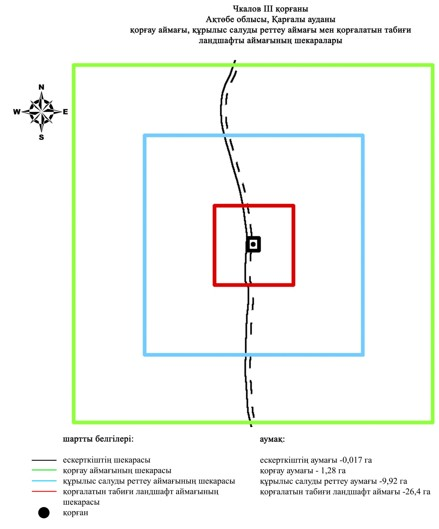 Чкалов III қорғаны
Ақтөбе облысы, Қарғалы ауданы
қорғау аймағы, құрылыс салуды реттеу аймағы мен қорғалатын табиғи
ландшафты аймағының шекаралары
N
W E
S
шартты белгілері:
ескерткіштің шекарасы
қорғау аймағының шекарасы
құрылыс салуды реттеу аймағының шекарасы
қорғалатын табиғи ландшафт аймағының
шекарасы
қорған
аумақ:
ескерткіштің аумағы -0,017 га
қорғау аумағы - 1,28 га
құрылыс салуды реттеу аумағы -9,92 га
қорғалатын табиғи ландшафт аймағы -26,4 га